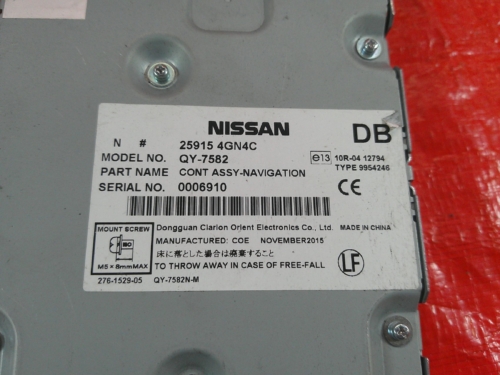 NISSAN
DB
N # 25915 4GN4C
MODEL NO. QY-7582
e13 10R-04 12794
TYPE 9954246
PART NAME CONT ASSY-NAVIGATION
SERIAL NO. 0006910
CE
MOUNT SCREW
ISO
M5 × 8mmMAX
Dongguan Clarion Orient Electronics Co., Ltd. MADE IN CHINA
MANUFACTURED: COE NOVEMBER2015
床に落とした場合は廃棄すること
TO THROW AWAY IN CASE OF FREE-FALL
LF
276-1529-05 QY-7582N-M